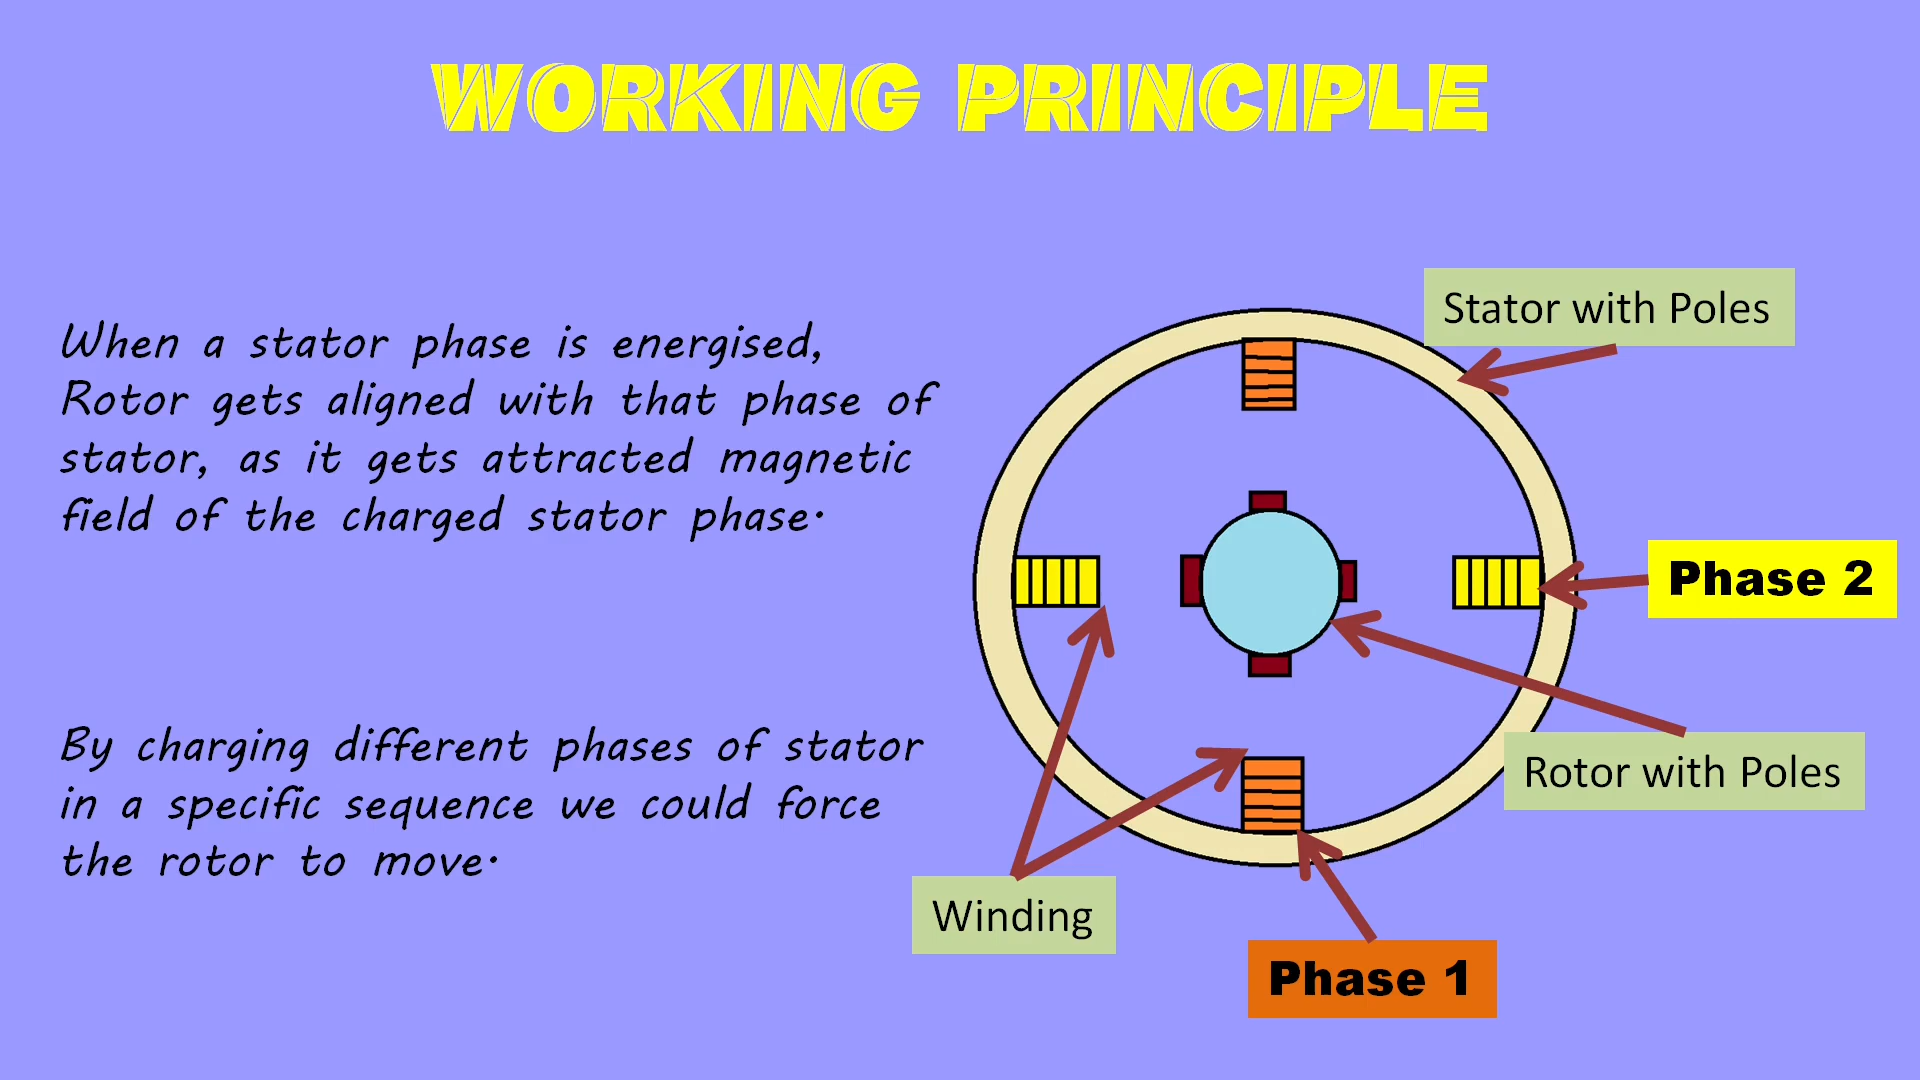 WORKING PRINCIPLE
When a stator phase is energised,
Rotor gets aligned with that phase of
stator, as it gets attracted magnetic
field of the charged stator phase.
By charging different phases of stator
in a specific sequence we could force
the rotor to move.
Stator with Poles
Phase 2
Rotor with Poles
Winding
Phase 1